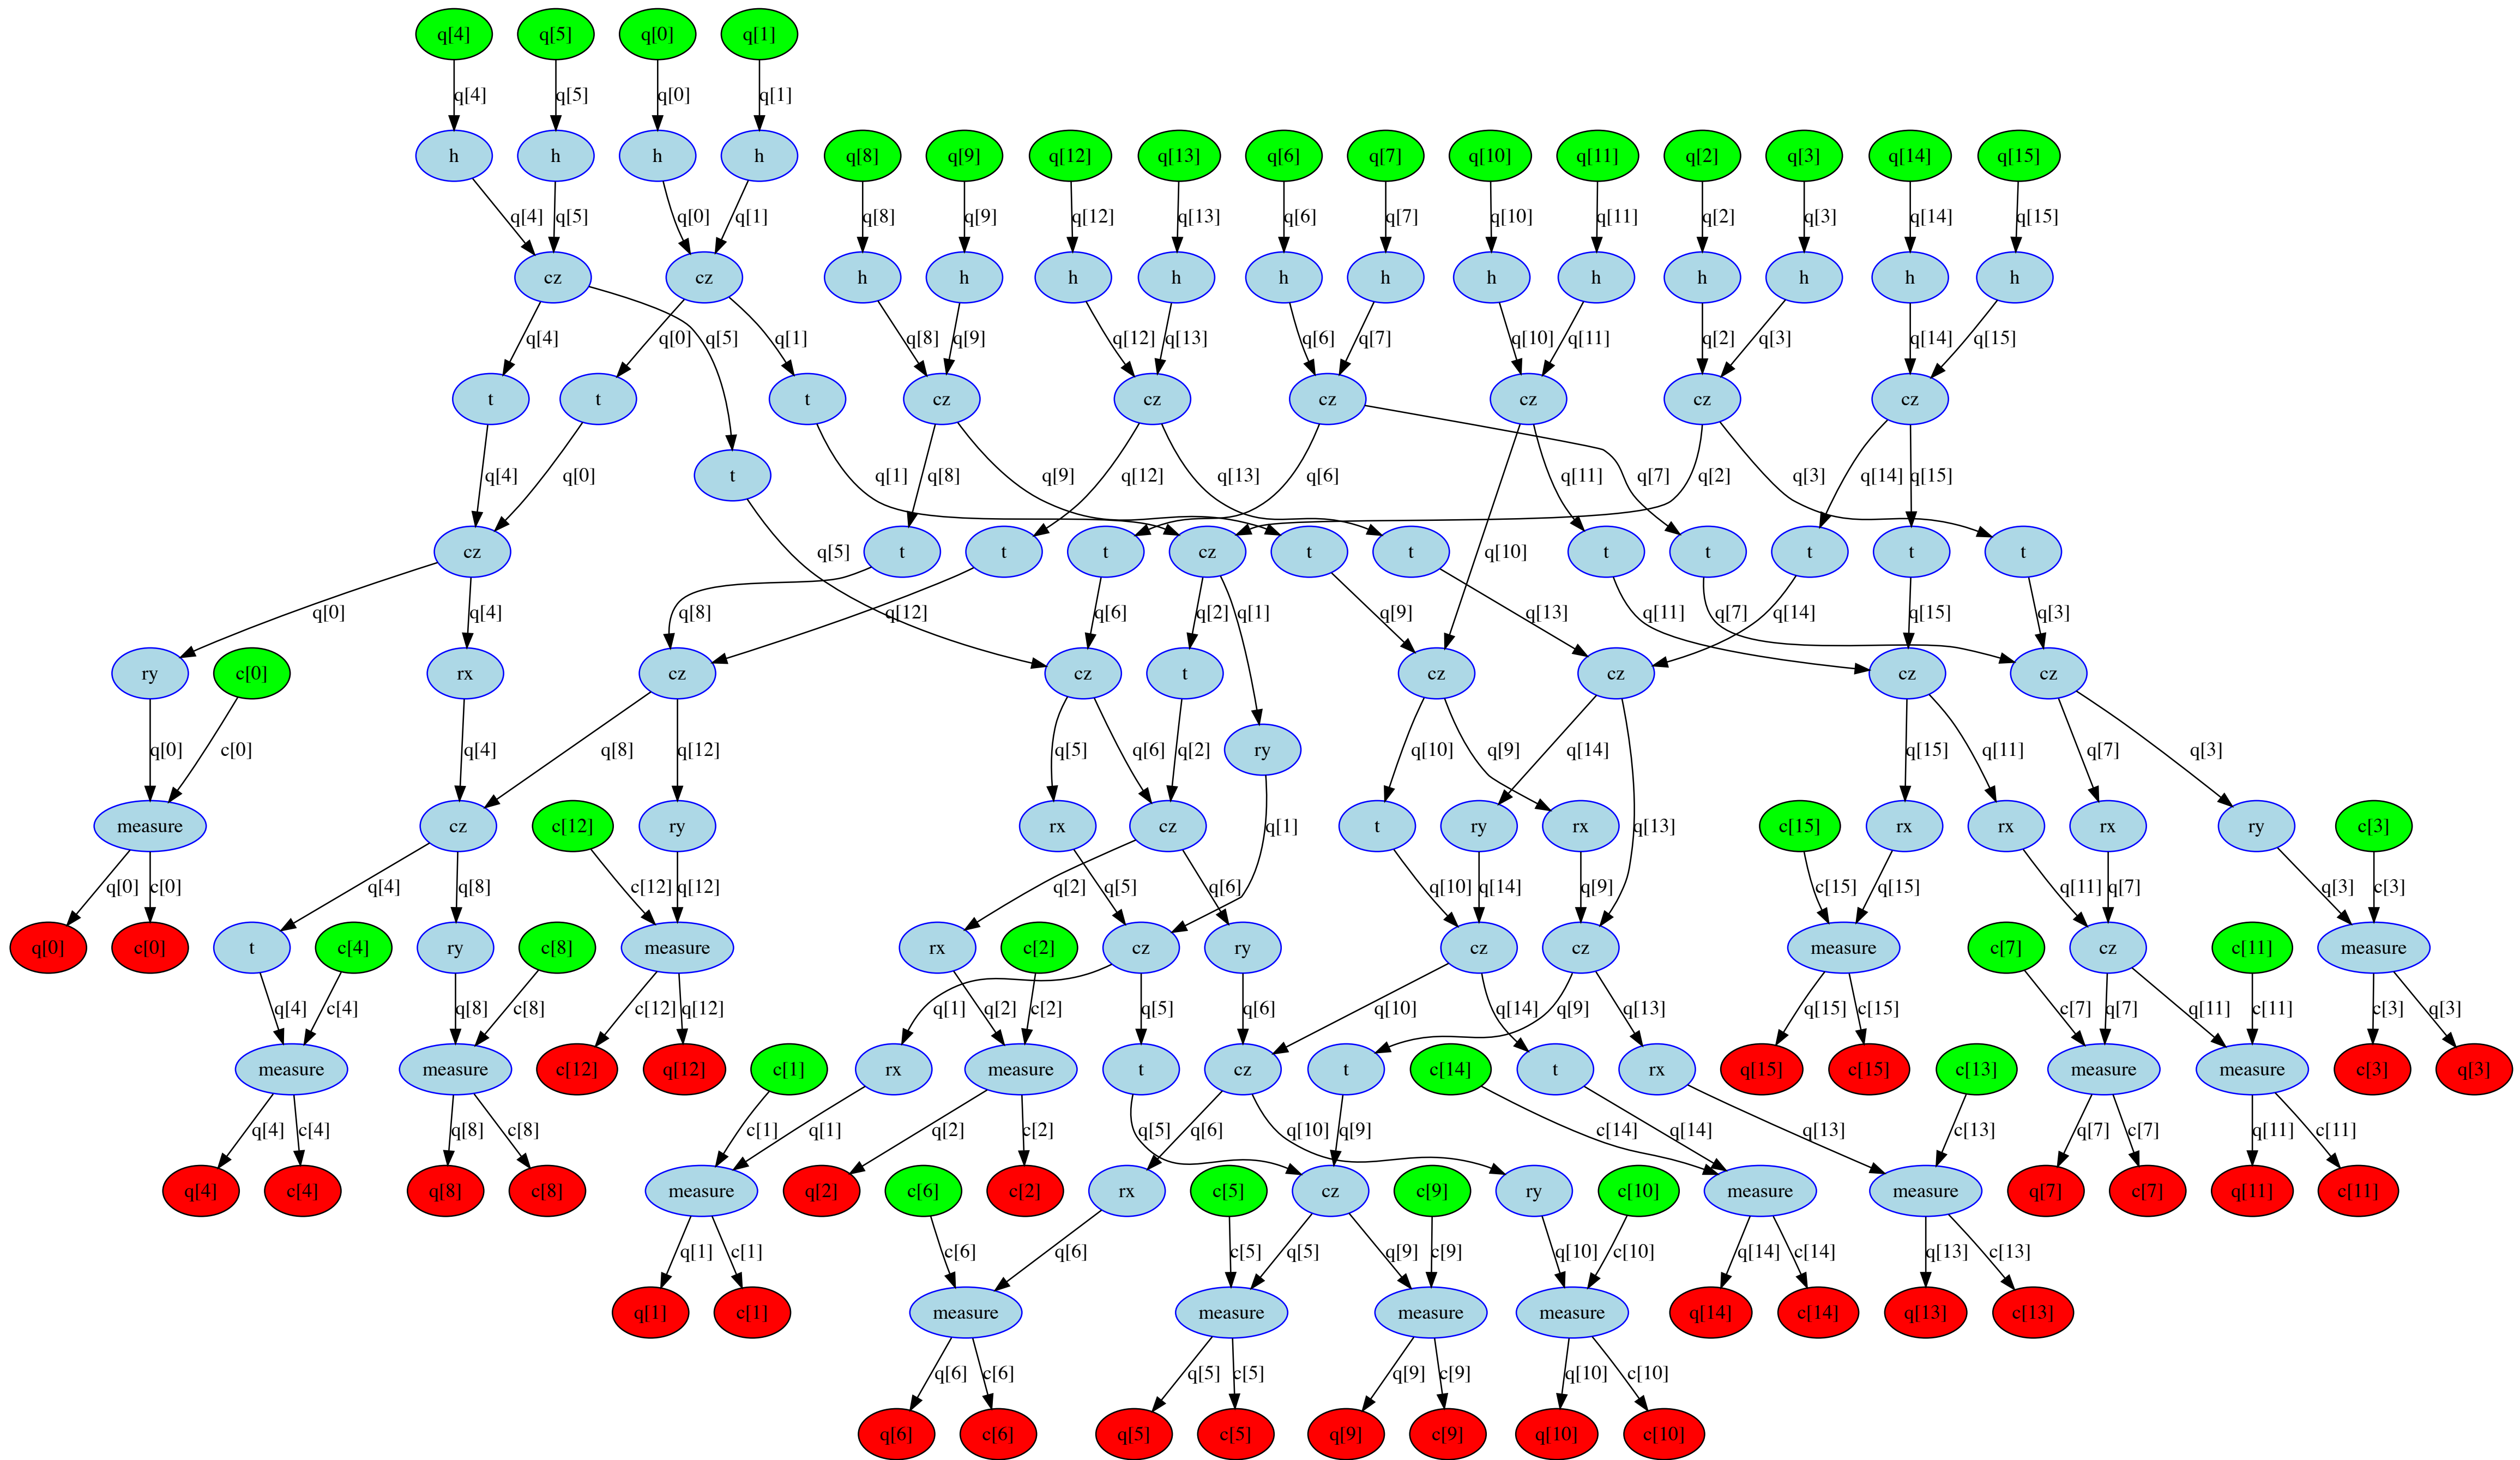 q[4] q[5] q[0] q[1]
q[4] q[5] q[0] q[1]
h h h h q[8] q[9] q[12] q[13] q[6] q[7] q[10] q[11] q[2] q[3] q[14] q[15]
q[4] q[5] q[0] q[1] q[8] q[9] q[12] q[13] q[6] q[7] q[10] q[11] q[2] q[3] q[14] q[15]
cz cz h h h h h h h h h h h h
q[4] q[5] q[0] q[1] q[8] q[9] q[12] q[13] q[6] q[7] q[10] q[11] q[2] q[3] q[14] q[15]
t t t cz cz cz cz cz cz
q[4] q[0] t q[1] q[8] q[9] q[12] q[13] q[6] q[11] q[7] q[2] q[3] q[14] q[15]
cz q[5] t t t cz t t q[10] t t t t t
q[0] q[4] q[8] q[12] q[6] q[2] q[1] q[9] q[13] q[11] q[7] q[14] q[15] q[3]
ry c[0] rx cz cz t cz cz cz cz
q[0] c[0] q[4] q[8] q[12] q[5] q[6] q[2] ry q[10] q[9] q[14] q[15] q[11] q[7] q[3]
measure cz c[12] ry rx cz q[1] t ry rx q[13] c[15] rx rx rx ry c[3]
q[0] c[0] q[4] q[8] c[12] q[12] q[2] q[5] q[6] q[10] q[14] q[9] c[15] q[15] q[11] q[7] q[3] c[3]
q[0] c[0] t c[4] ry c[8] measure rx c[2] cz ry cz cz measure c[7] cz c[11] measure
q[4] c[4] q[8] c[8] c[12] q[12] q[1] q[2] c[2] q[5] q[6] q[10] q[14] q[9] q[13] q[15] c[15] c[7] q[7] q[11] c[11] c[3] q[3]
measure measure c[12] q[12] c[1] rx measure t cz t c[14] t rx q[15] c[15] c[13] measure measure c[3] q[3]
q[4] c[4] q[8] c[8] c[1] q[1] q[2] c[2] q[5] q[6] q[10] q[9] c[14] q[14] q[13] c[13] q[7] c[7] q[11] c[11]
q[4] c[4] q[8] c[8] measure q[2] c[6] c[2] rx c[5] cz c[9] ry c[10] measure measure q[7] c[7] q[11] c[11]
q[1] c[1] c[6] q[6] c[5] q[5] q[9] c[9] q[10] c[10] q[14] c[14] q[13] c[13]
q[1] c[1] measure measure measure measure q[14] c[14] q[13] c[13]
q[6] c[6] q[5] c[5] q[9] c[9] q[10] c[10]
q[6] c[6] q[5] c[5] q[9] c[9] q[10] c[10]